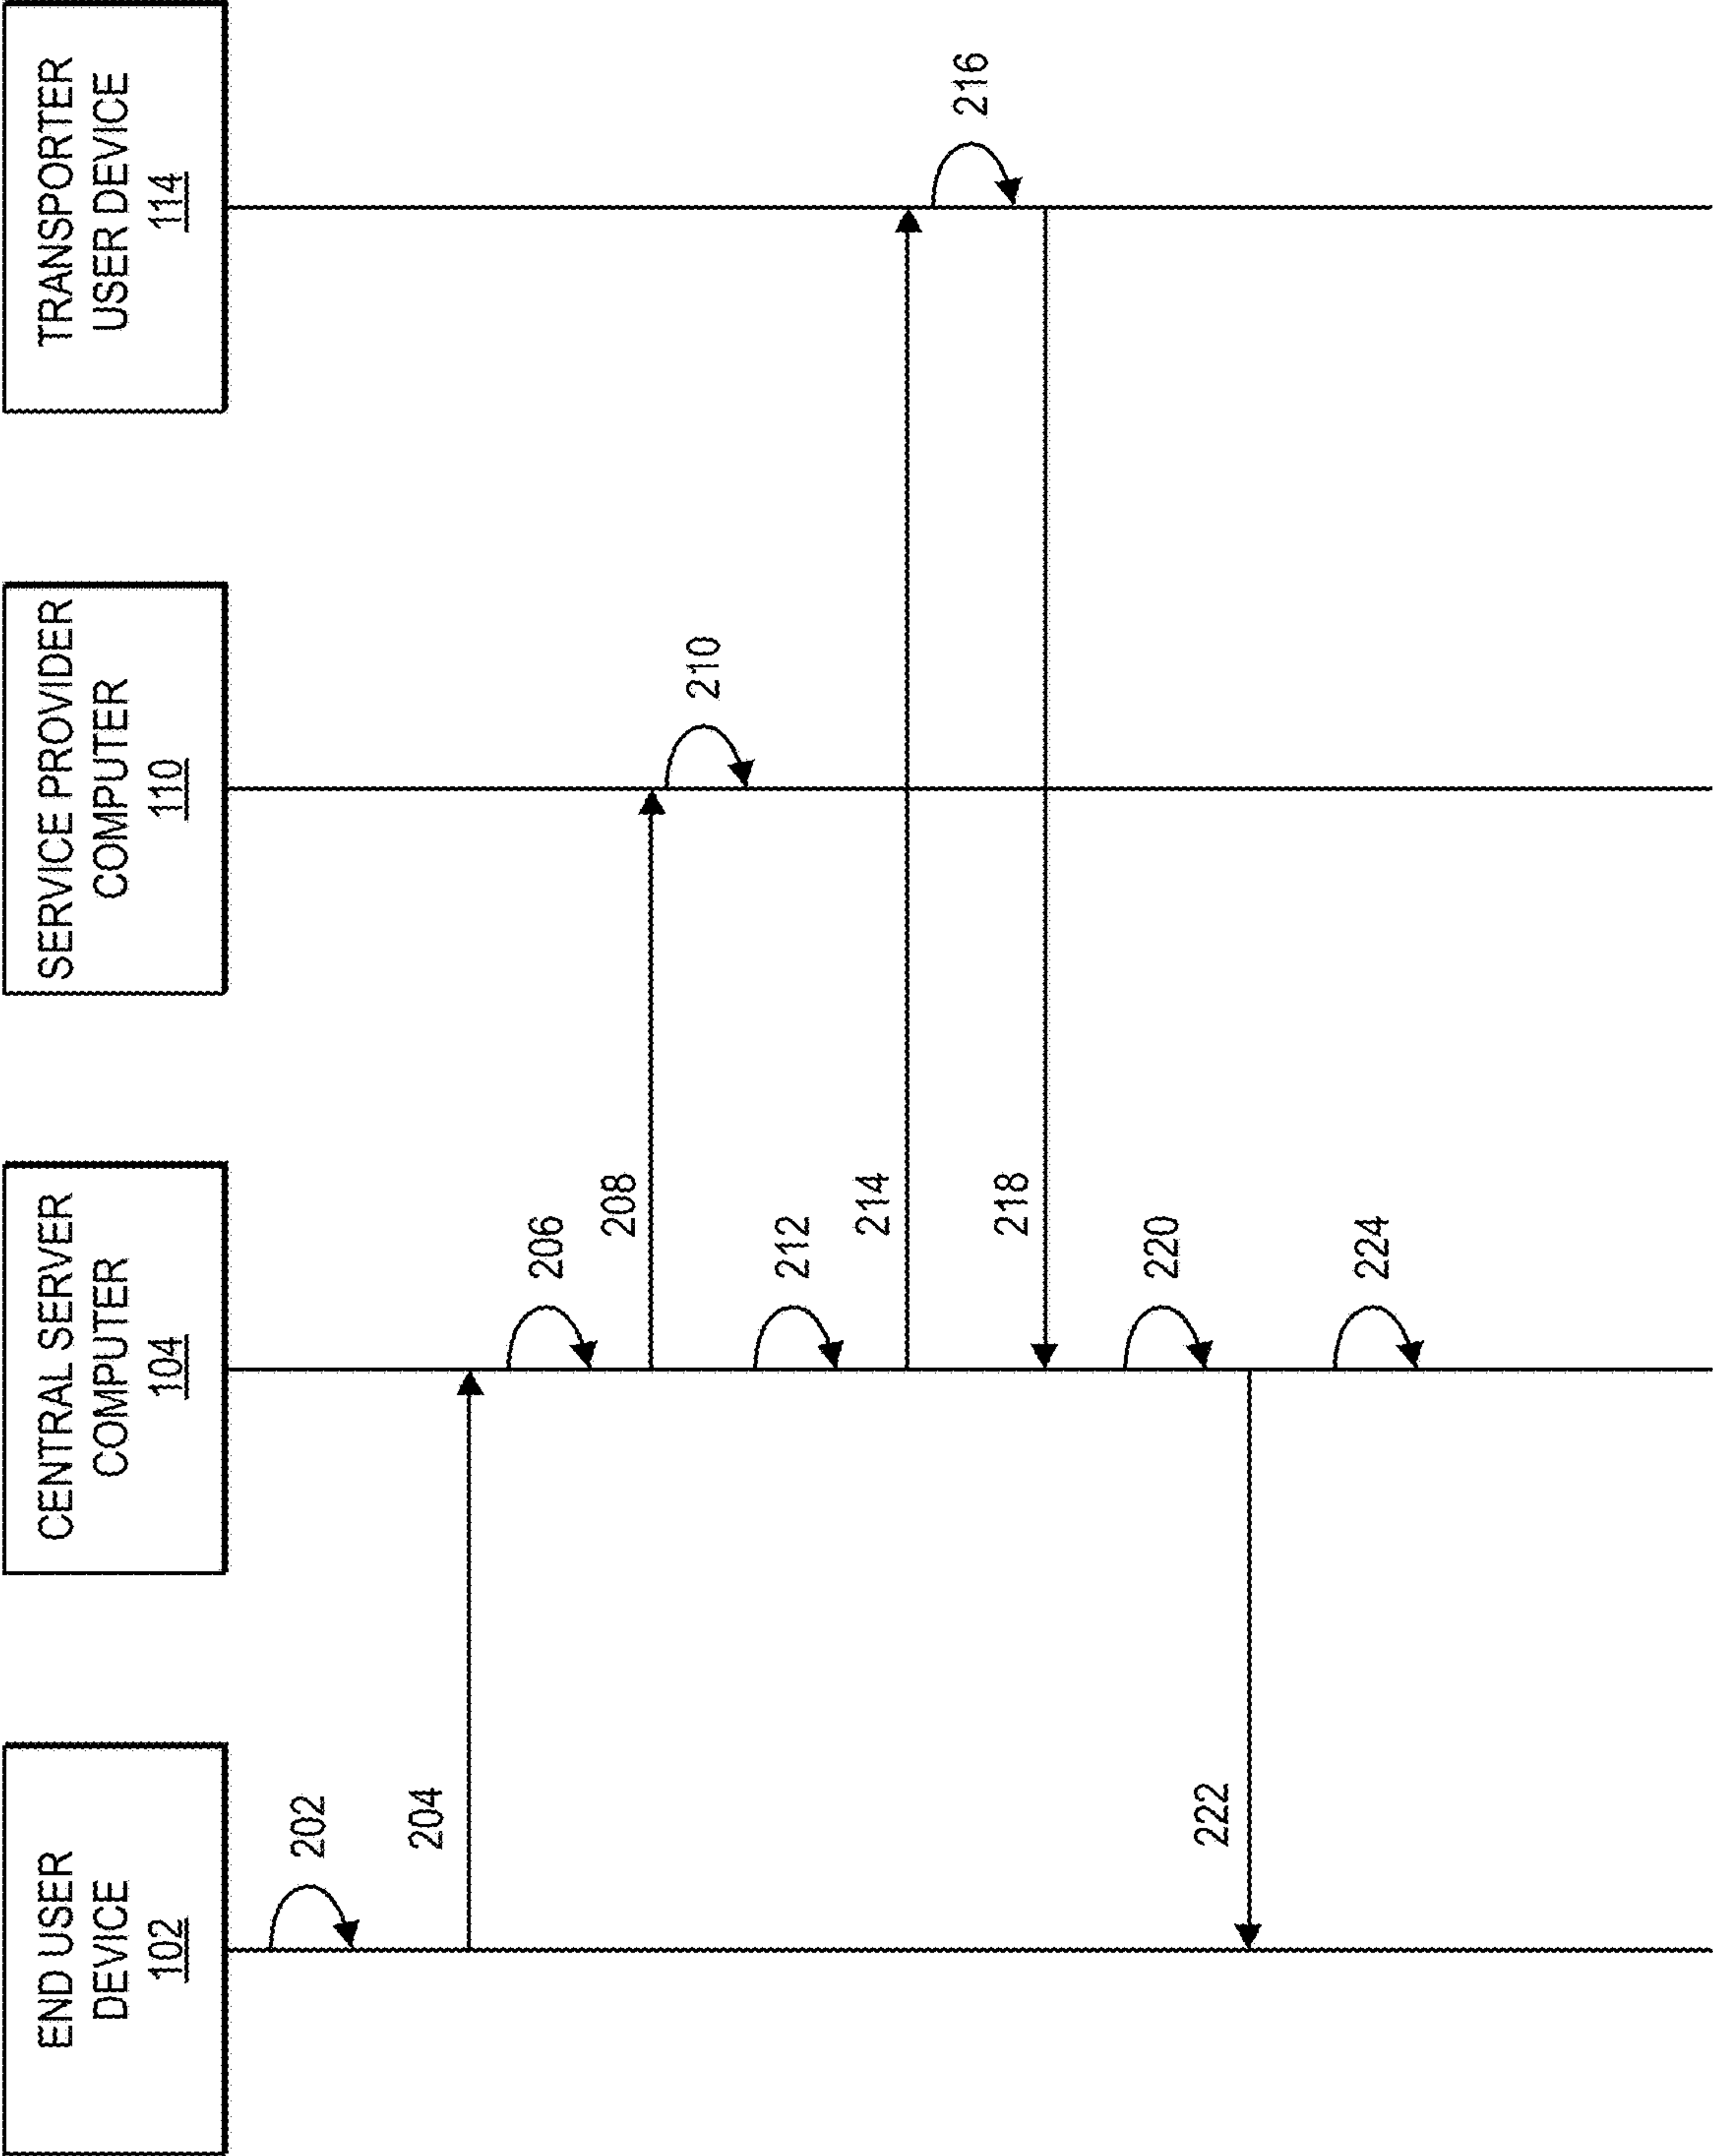 END USER
DEVICE
102
CENTRAL SERVER
COMPUTER
104
SERVICE PROVIDER
COMPUTER
110
TRANSPORTER
USER DEVICE
114
202
204
206
208
210
212
214
216
218
220
222
224